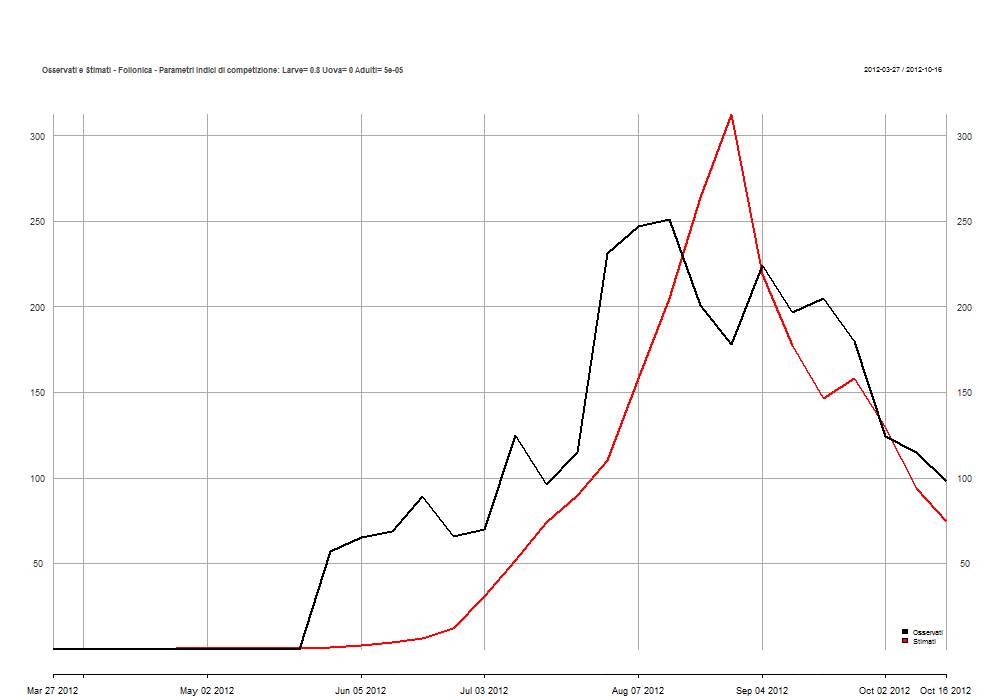 Osservati e Stimati - Follonica - Parametri indici di competizione: Larve= 0.8 Uova= 0 Adulti= 5e-05
2012-03-27 / 2012-10-16
300 300
250 250
200 200
150 150
100 100
50 50
Osservati
Stimati
Mar 27 2012 May 02 2012 Jun 05 2012 Jul 03 2012 Aug 07 2012 Sep 04 2012 Oct 02 2012 Oct 16 2012